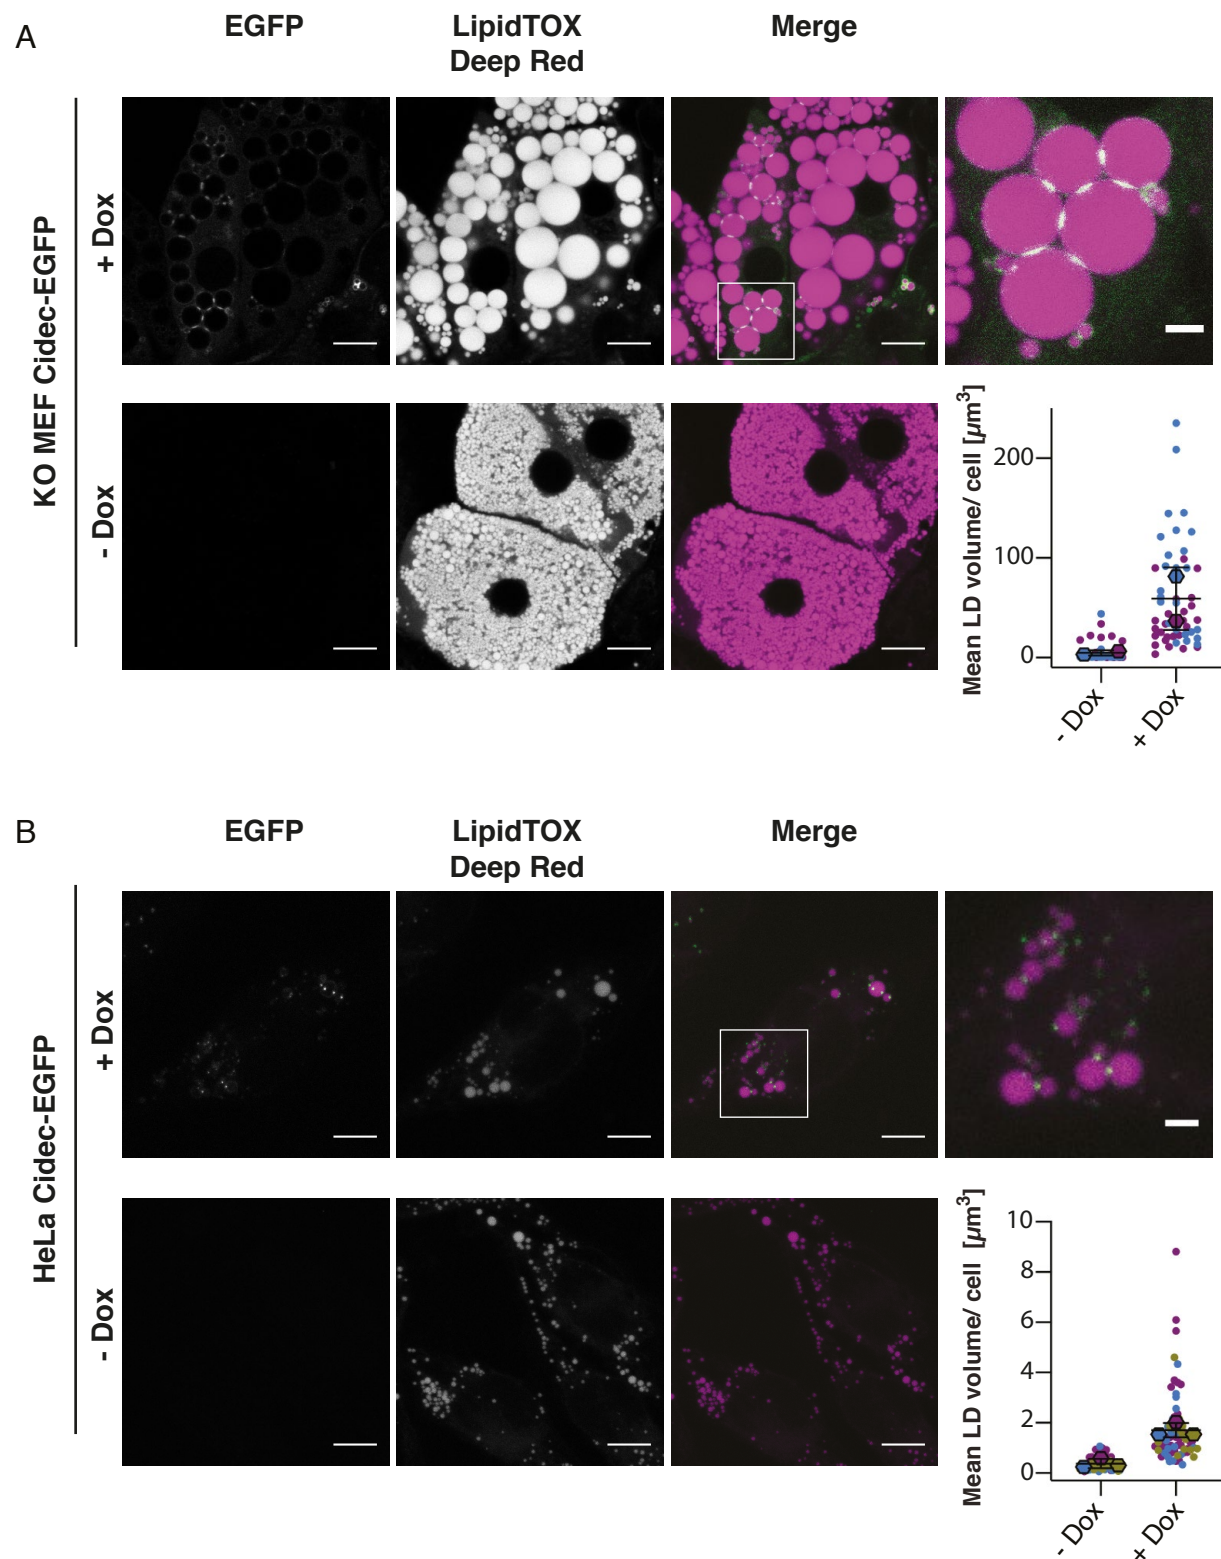 A
EGFP
LipidTOX
Deep Red
Merge
KO MEF Cidec-EGFP
+ Dox
- Dox
Mean LD volume/ cell [µm³]
200
100
0
- Dox
+ Dox
B
EGFP
LipidTOX
Deep Red
Merge
HeLa Cidec-EGFP
+ Dox
- Dox
Mean LD volume/ cell [µm³]
10
8
6
4
2
0
- Dox
+ Dox